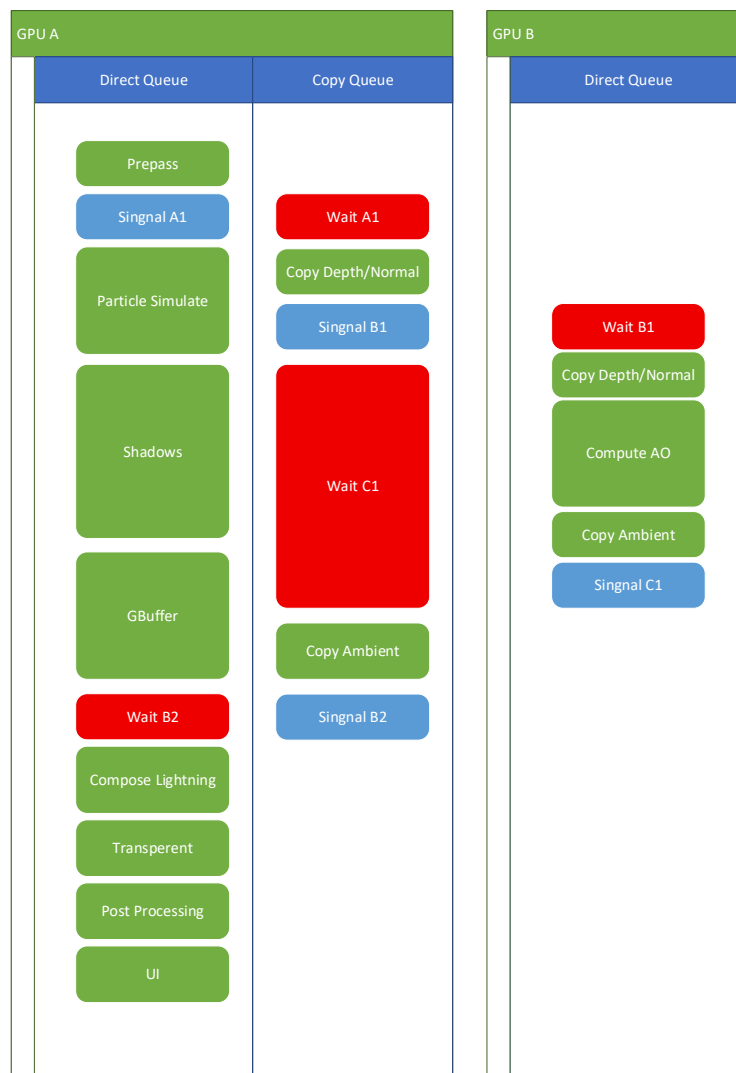 GPU A
GPU B
Direct Queue
Copy Queue
Direct Queue
Prepass
Singnal A1
Particle Simulate
Shadows
GBuffer
Wait B2
Compose Lightning
Transperent
Post Processing
UI
Wait A1
Copy Depth/Normal
Singnal B1
Wait C1
Copy Ambient
Singnal B2
Wait B1
Copy Depth/Normal
Compute AO
Copy Ambient
Singnal C1